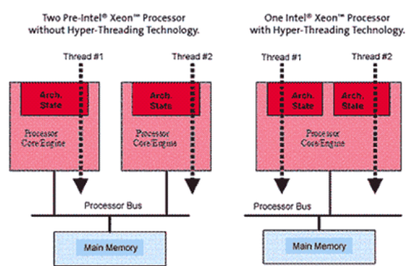 Two Pre-Intel® Xeon™ Processor
without Hyper-Threading Technology.
Thread #1
Thread #2
Arch.
State
Arch.
State
Processor
Core/Engine
Processor
Core/Engine
Processor Bus
Main Memory
One Intel® Xeon™ Processor
with Hyper-Threading Technology.
Thread #1
Thread #2
Arch.
State
Arch.
State
Processor
Core/Engine
Processor Bus
Main Memory